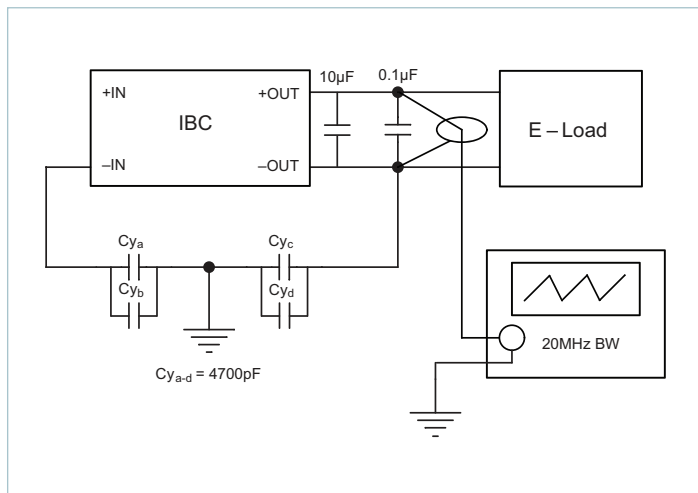 10µF
0.1µF
+IN
+OUT
IBC
E – Load
–IN
–OUT
Cya
Cyc
Cyb
Cyd
20MHz BW
Cya-d = 4700pF